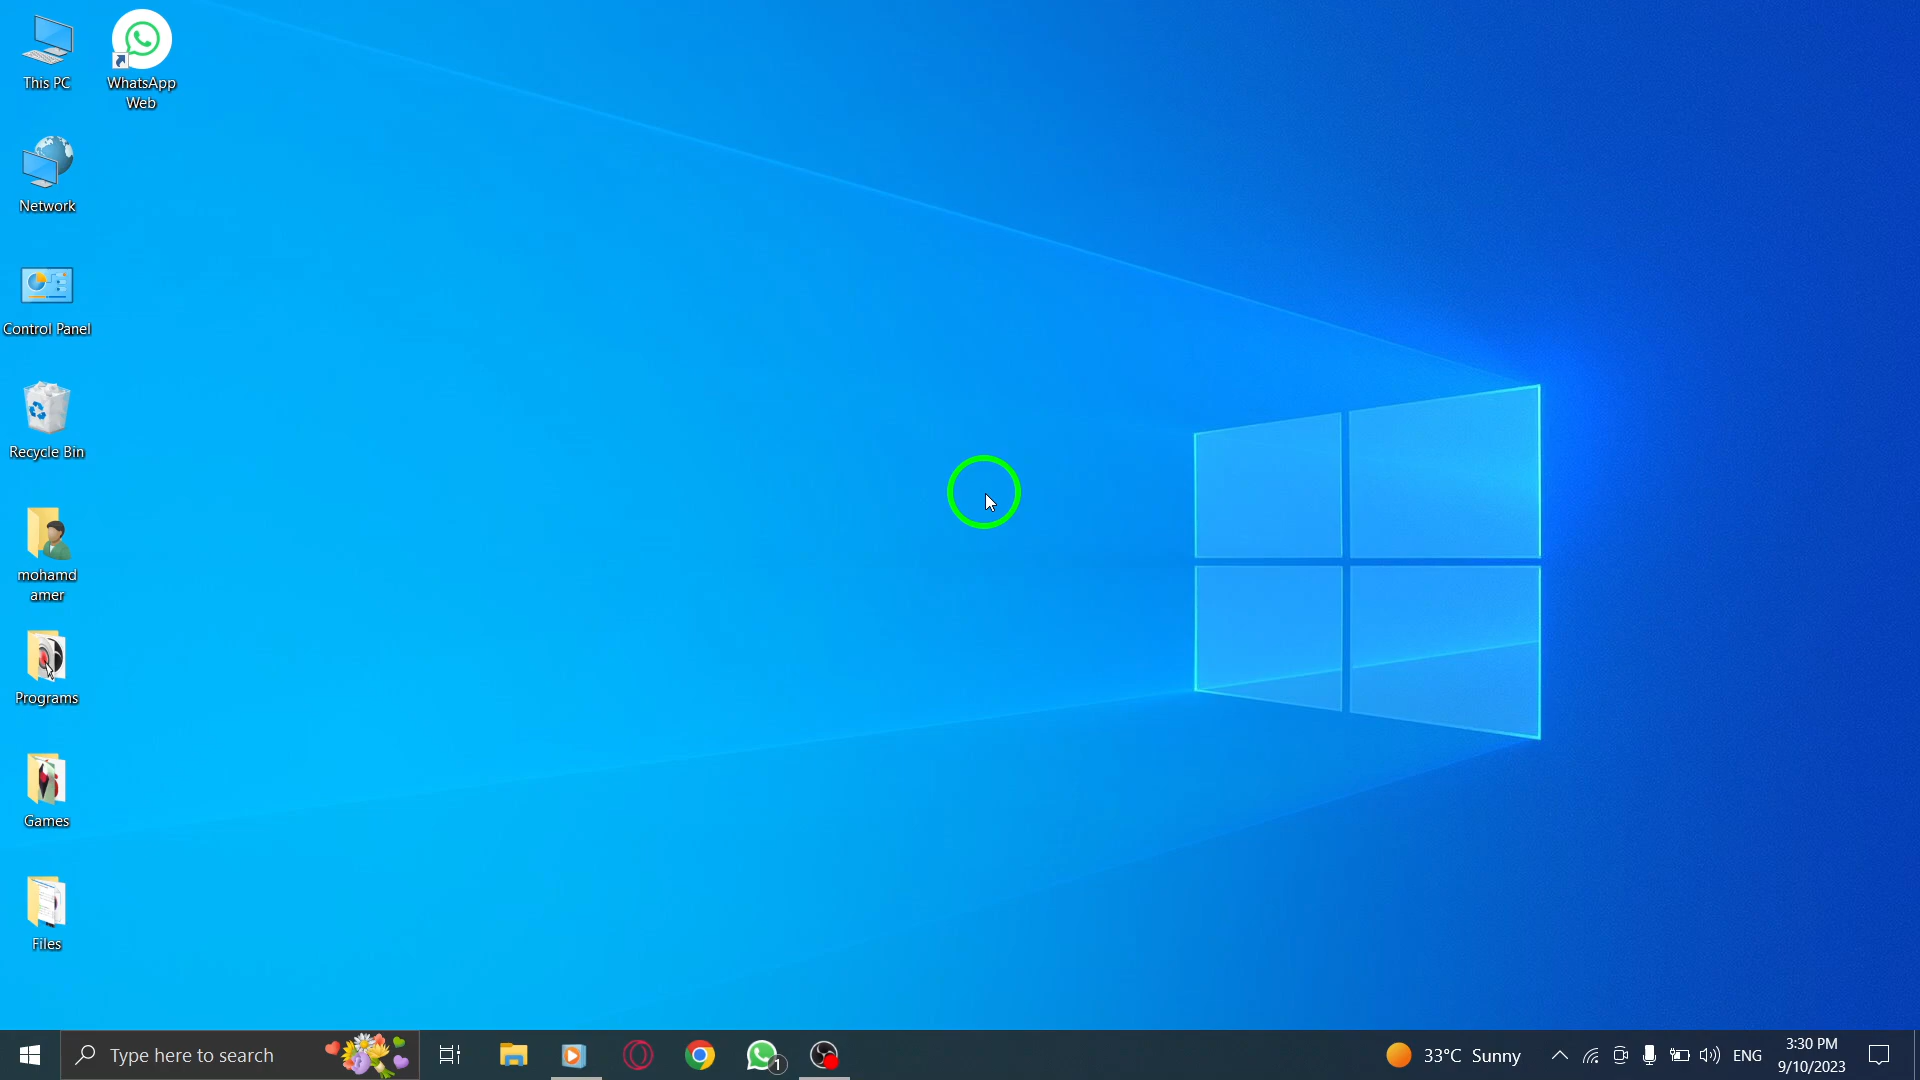 This PC
WhatsApp
Web
Network
Control Panel
Recycle Bin
mohamd
amer
Programs
Games
Files
Type here to search
1
33°C Sunny
ENG
3:30 PM
9/10/2023